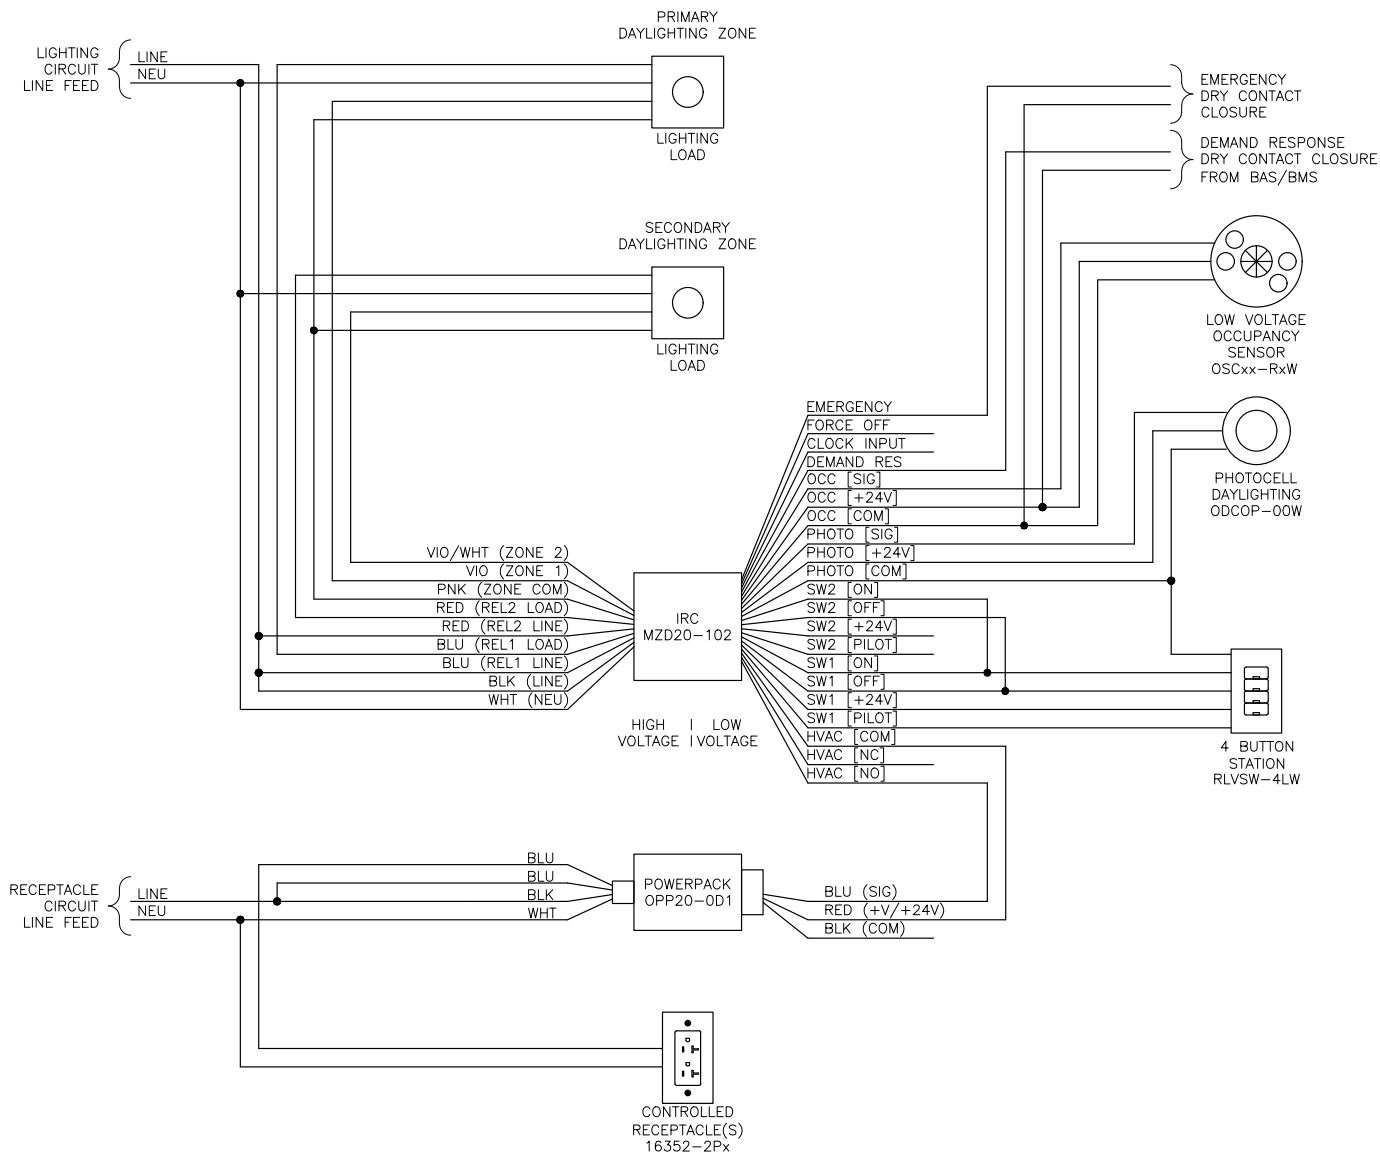 PRIMARY
DAYLIGHTING ZONE
LIGHTING
CIRCUIT
LINE FEED
LINE
NEU
LIGHTING
LOAD
EMERGENCY
DRY CONTACT
CLOSURE
DEMAND RESPONSE
DRY CONTACT CLOSURE
FROM BAS/BMS
SECONDARY
DAYLIGHTING ZONE
LIGHTING
LOAD
LOW VOLTAGE
OCCUPANCY
SENSOR
OSCxx-RxW
PHOTOCELL
DAYLIGHTING
ODCOP-00W
EMERGENCY
FORCE OFF
CLOCK INPUT
DEMAND RES
OCC [SIG]
OCC [+24V]
OCC [COM]
PHOTO [SIG]
PHOTO [+24V]
PHOTO [COM]
SW2 [ON]
SW2 [OFF]
SW2 [+24V]
SW2 [PILOT]
SW1 [ON]
SW1 [OFF]
SW1 [+24V]
SW1 [PILOT]
HVAC [COM]
HVAC [NC]
HVAC [NO]
VIO/WHT (ZONE 2)
VIO (ZONE 1)
PNK (ZONE COM)
RED (REL2 LOAD)
RED (REL2 LINE)
BLU (REL1 LOAD)
BLU (REL1 LINE)
BLK (LINE)
WHT (NEU)
IRC
MZD20-102
HIGH | LOW
VOLTAGE | VOLTAGE
4 BUTTON
STATION
RLVSW-4LW
RECEPTACLE
CIRCUIT
LINE FEED
LINE
NEU
BLU
BLU
BLK
WHT
POWERPACK
OPP20-0D1
BLU (SIG)
RED (+V/+24V)
BLK (COM)
CONTROLLED
RECEPTACLE(S)
16352-2Px